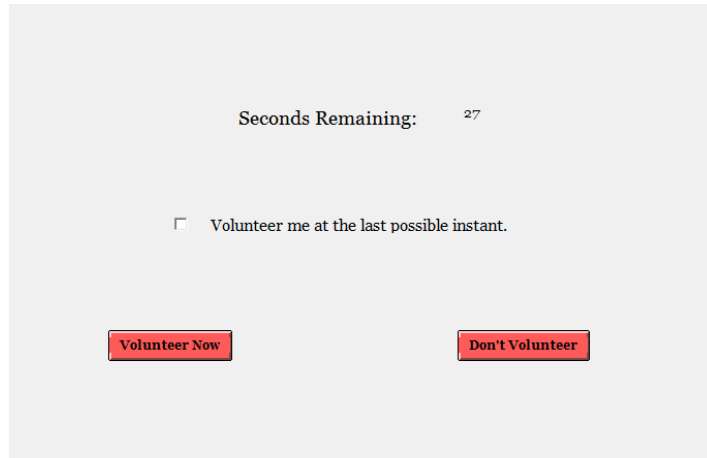 Seconds Remaining: 27
Volunteer me at the last possible instant.
Volunteer Now Don't Volunteer